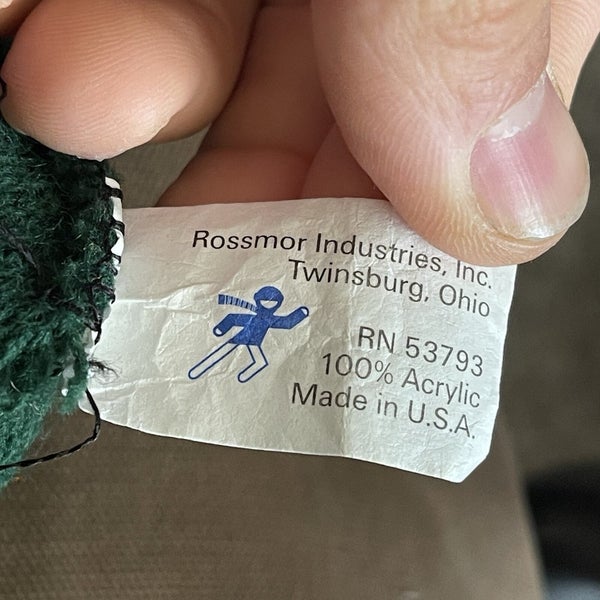 Rossmor Industries, Inc.
Twinsburg, Ohio
RN 53793
100% Acrylic
Made in U.S.A.